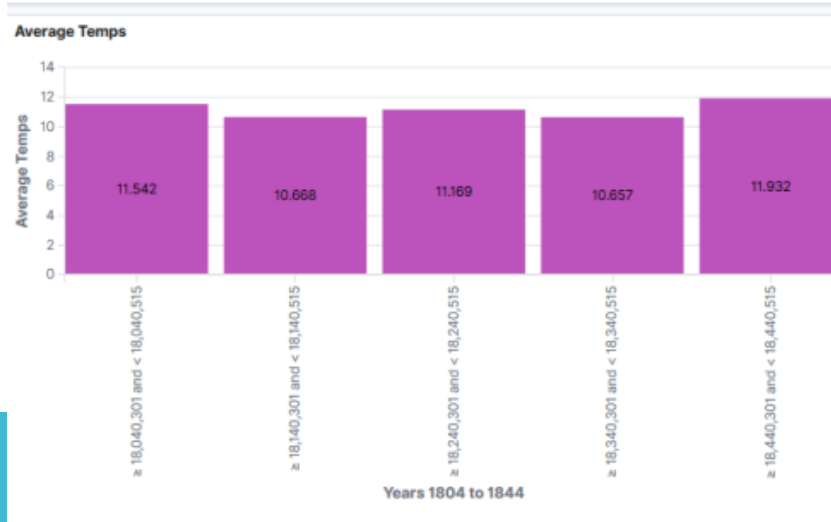 Average Temps
14
12
10
8
6
4
2
0
Average Temps
11.542
10.668
11.169
10.657
11.932
≥ 18,040,301 and < 18,040,515
≥ 18,140,301 and < 18,140,515
≥ 18,240,301 and < 18,240,515
≥ 18,340,301 and < 18,340,515
≥ 18,440,301 and < 18,440,515
Years 1804 to 1844